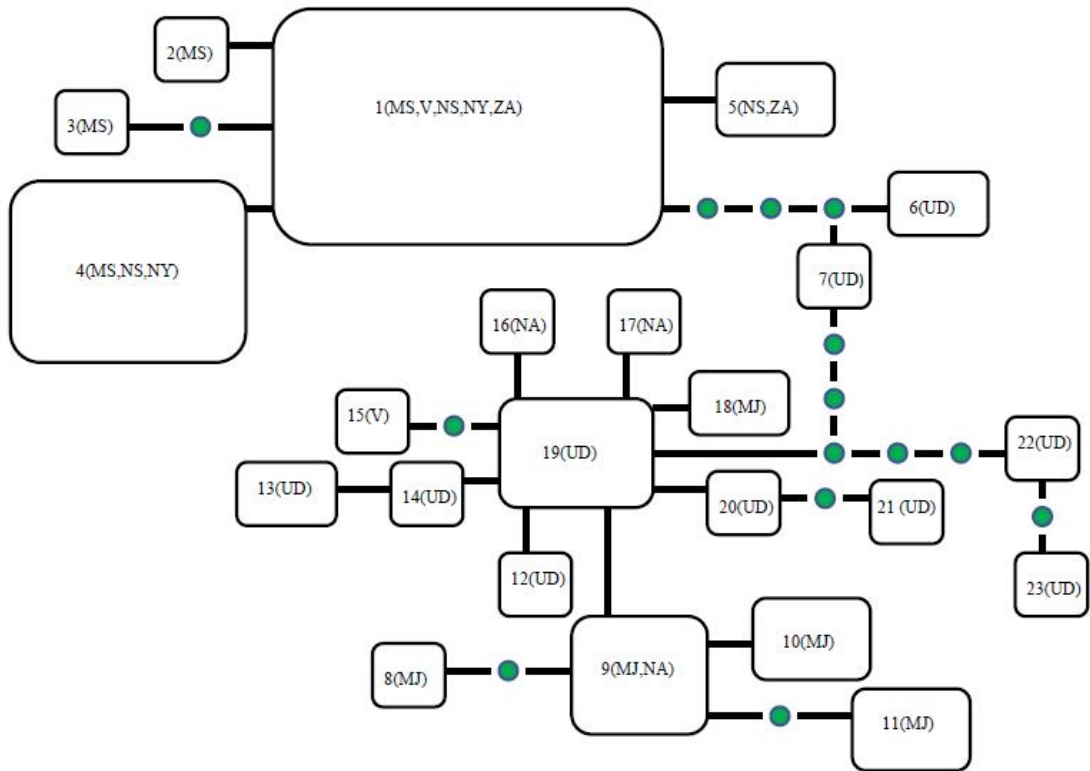 2(MS)
1(MS,V,NS,NY,ZA)
5(NS,ZA)
3(MS)
6(UD)
4(MS,NS,NY)
7(UD)
16(NA)
17(NA)
15(V)
18(MJ)
19(UD)
22(UD)
13(UD)
14(UD)
20(UD)
21 (UD)
12(UD)
23(UD)
10(MJ)
8(MJ)
9(MJ,NA)
11(MJ)